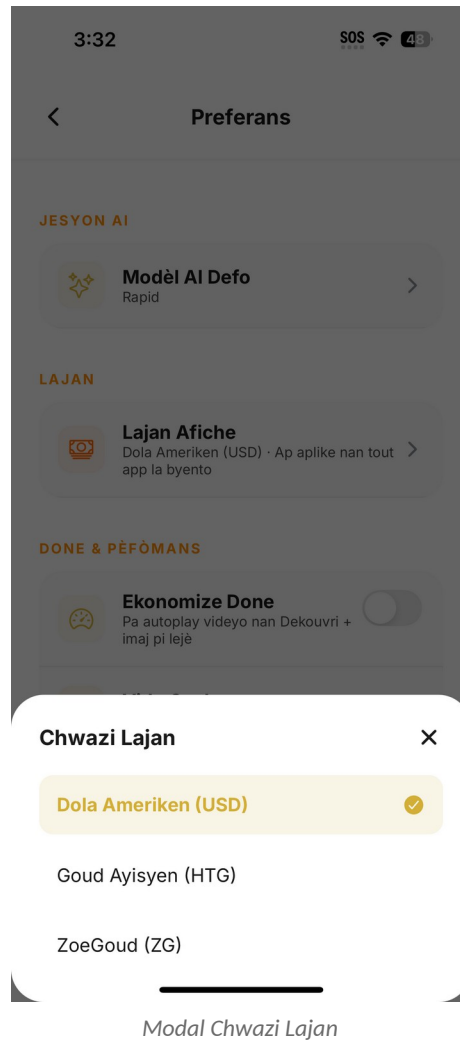 3:32
SOS
48
Preferans
JESYON AI
Modèl AI Defo
Rapid
LAJAN
Lajan Afiche
Dola Ameriken (USD) · Ap aplike nan tout
app la byento
DONE & PÈFÒMANS
Ekonomize Done
Pa autoplay videyo nan Dekouvri +
imaj pi lejè
Chwazi Lajan
Dola Ameriken (USD)
Goud Ayisyen (HTG)
ZoeGoud (ZG)
Modal Chwazi Lajan